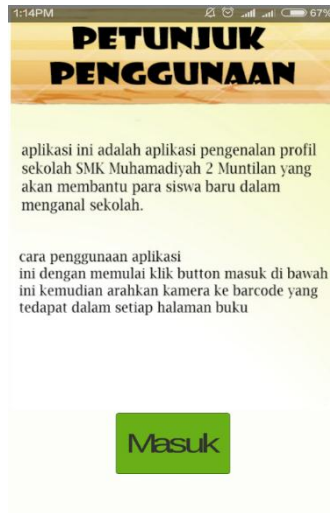 1:14PM 67%
PETUNJUK
PENGGUNAAN
aplikasi ini adalah aplikasi pengenalan profil
sekolah SMK Muhamadiyah 2 Muntilan yang
akan membantu para siswa baru dalam
menganal sekolah.
cara penggunaan aplikasi
ini dengan memulai klik button masuk di bawah
ini kemudian arahkan kamera ke barcode yang
tedapat dalam setiap halaman buku
Masuk